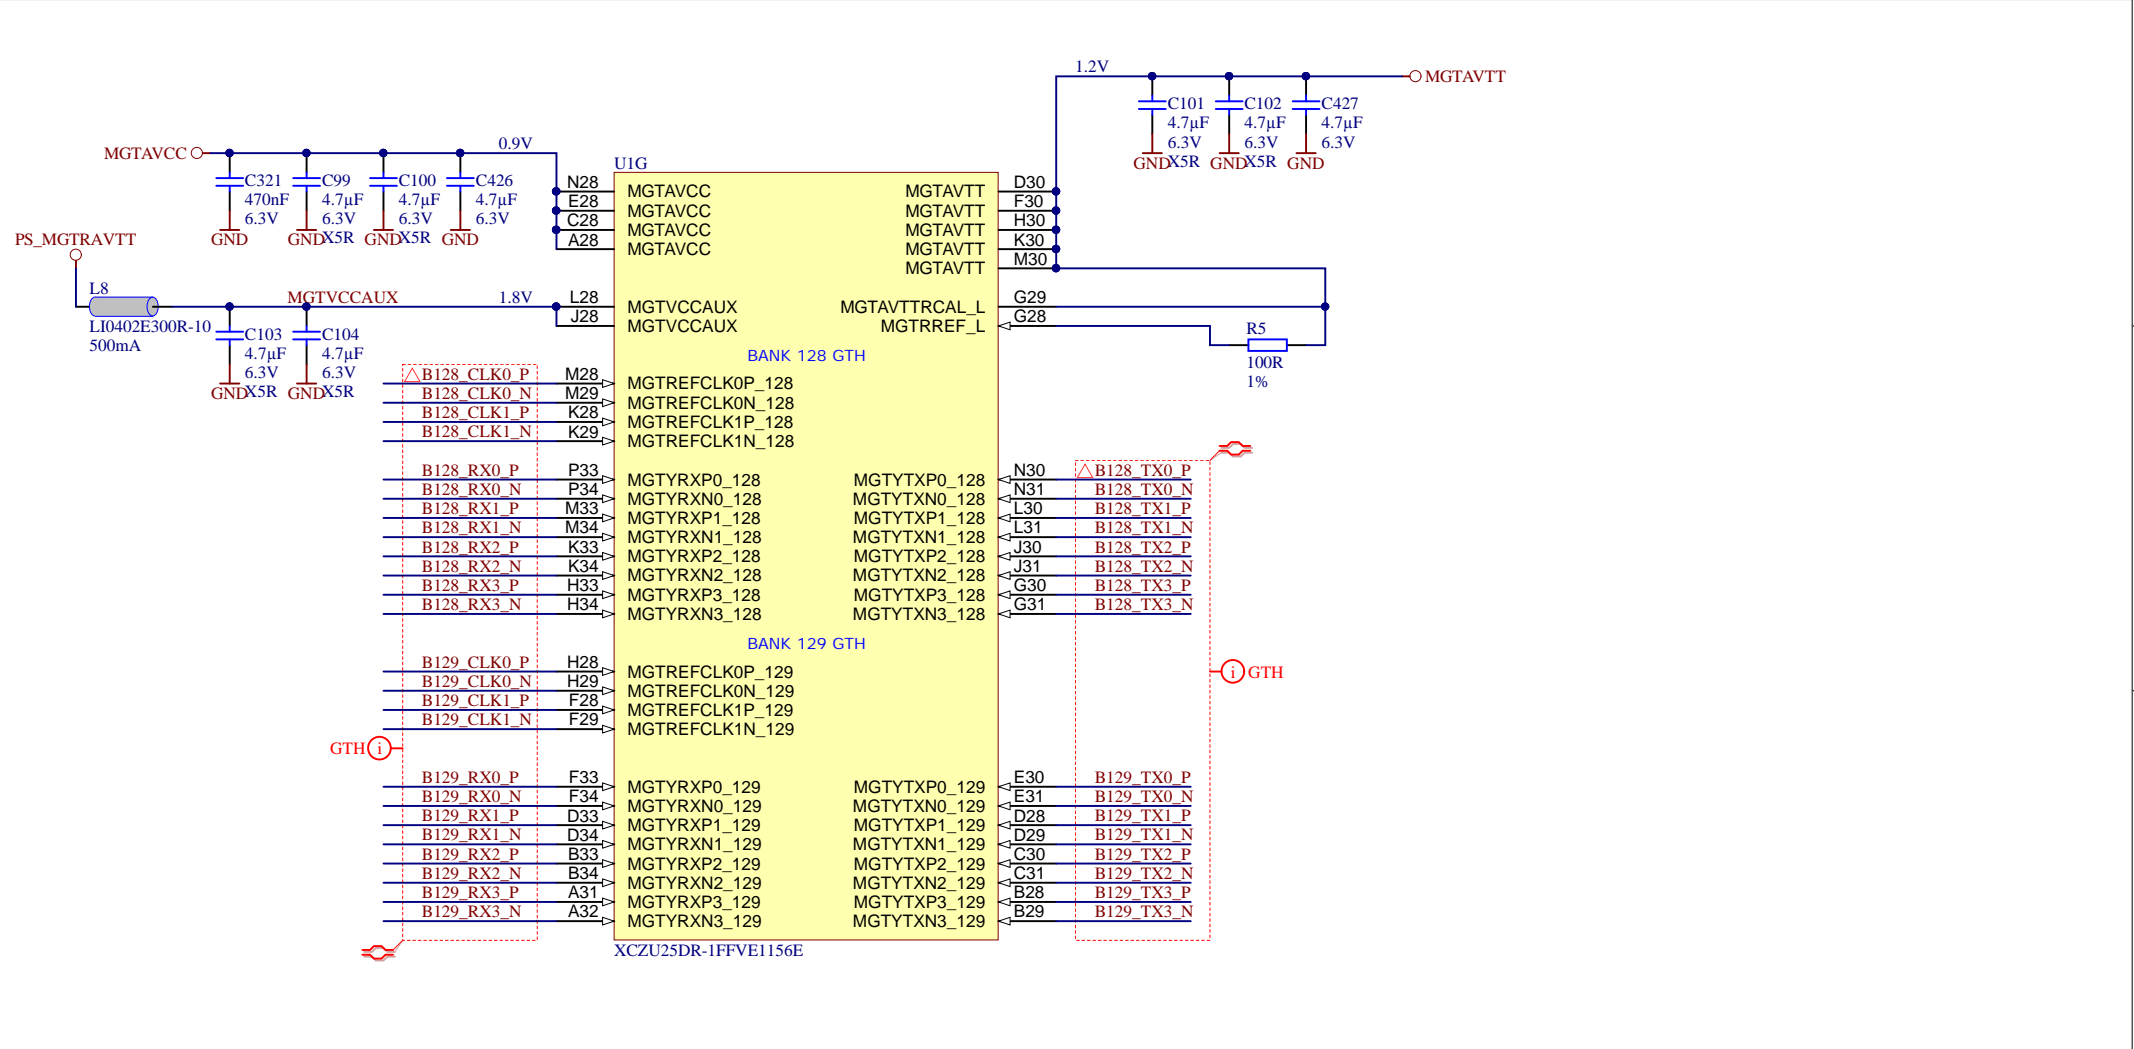 1.2V
MGTAVTT
C101
4.7µF
6.3V
X5R
GND
C102
4.7µF
6.3V
X5R
GND
C427
4.7µF
6.3V
GND
MGTAVCC
0.9V
C321
470nF
6.3V
GND
C99
4.7µF
6.3V
X5R
GND
C100
4.7µF
6.3V
X5R
GND
C426
4.7µF
6.3V
GND
PS_MGTRAVTT
L8
LI0402E300R-10
500mA
MGTVCCAUX
1.8V
C103
4.7µF
6.3V
X5R
GND
C104
4.7µF
6.3V
X5R
GND
U1G
N28 MGTAVCC
E28 MGTAVCC
C28 MGTAVCC
A28 MGTAVCC
MGTAVTT D30
MGTAVTT F30
MGTAVTT H30
MGTAVTT K30
MGTAVTT M30
L28 MGTVCCAUX
J28 MGTVCCAUX
MGTAVTTRCAL_L G29
MGTRREF_L G28
R5
100R
1%
BANK 128 GTH
B128_CLK0_P M28 MGTREFCLK0P_128
B128_CLK0_N M29 MGTREFCLK0N_128
B128_CLK1_P K28 MGTREFCLK1P_128
B128_CLK1_N K29 MGTREFCLK1N_128
B128_RX0_P P33 MGTYRXP0_128
B128_RX0_N P34 MGTYRXN0_128
B128_RX1_P M33 MGTYRXP1_128
B128_RX1_N M34 MGTYRXN1_128
B128_RX2_P K33 MGTYRXP2_128
B128_RX2_N K34 MGTYRXN2_128
B128_RX3_P H33 MGTYRXP3_128
B128_RX3_N H34 MGTYRXN3_128
MGTYTXP0_128 N30 B128_TX0_P
MGTYTXN0_128 N31 B128_TX0_N
MGTYTXP1_128 L30 B128_TX1_P
MGTYTXN1_128 L31 B128_TX1_N
MGTYTXP2_128 J30 B128_TX2_P
MGTYTXN2_128 J31 B128_TX2_N
MGTYTXP3_128 G30 B128_TX3_P
MGTYTXN3_128 G31 B128_TX3_N
BANK 129 GTH
B129_CLK0_P H28 MGTREFCLK0P_129
B129_CLK0_N H29 MGTREFCLK0N_129
B129_CLK1_P F28 MGTREFCLK1P_129
B129_CLK1_N F29 MGTREFCLK1N_129
i GTH
GTH i
B129_RX0_P F33 MGTYRXP0_129
B129_RX0_N F34 MGTYRXN0_129
B129_RX1_P D33 MGTYRXP1_129
B129_RX1_N D34 MGTYRXN1_129
B129_RX2_P B33 MGTYRXP2_129
B129_RX2_N B34 MGTYRXN2_129
B129_RX3_P A31 MGTYRXP3_129
B129_RX3_N A32 MGTYRXN3_129
MGTYTXP0_129 E30 B129_TX0_P
MGTYTXN0_129 E31 B129_TX0_N
MGTYTXP1_129 D28 B129_TX1_P
MGTYTXN1_129 D29 B129_TX1_N
MGTYTXP2_129 C30 B129_TX2_P
MGTYTXN2_129 C31 B129_TX2_N
MGTYTXP3_129 B28 B129_TX3_P
MGTYTXN3_129 B29 B129_TX3_N
XCZU25DR-1FFVE1156E